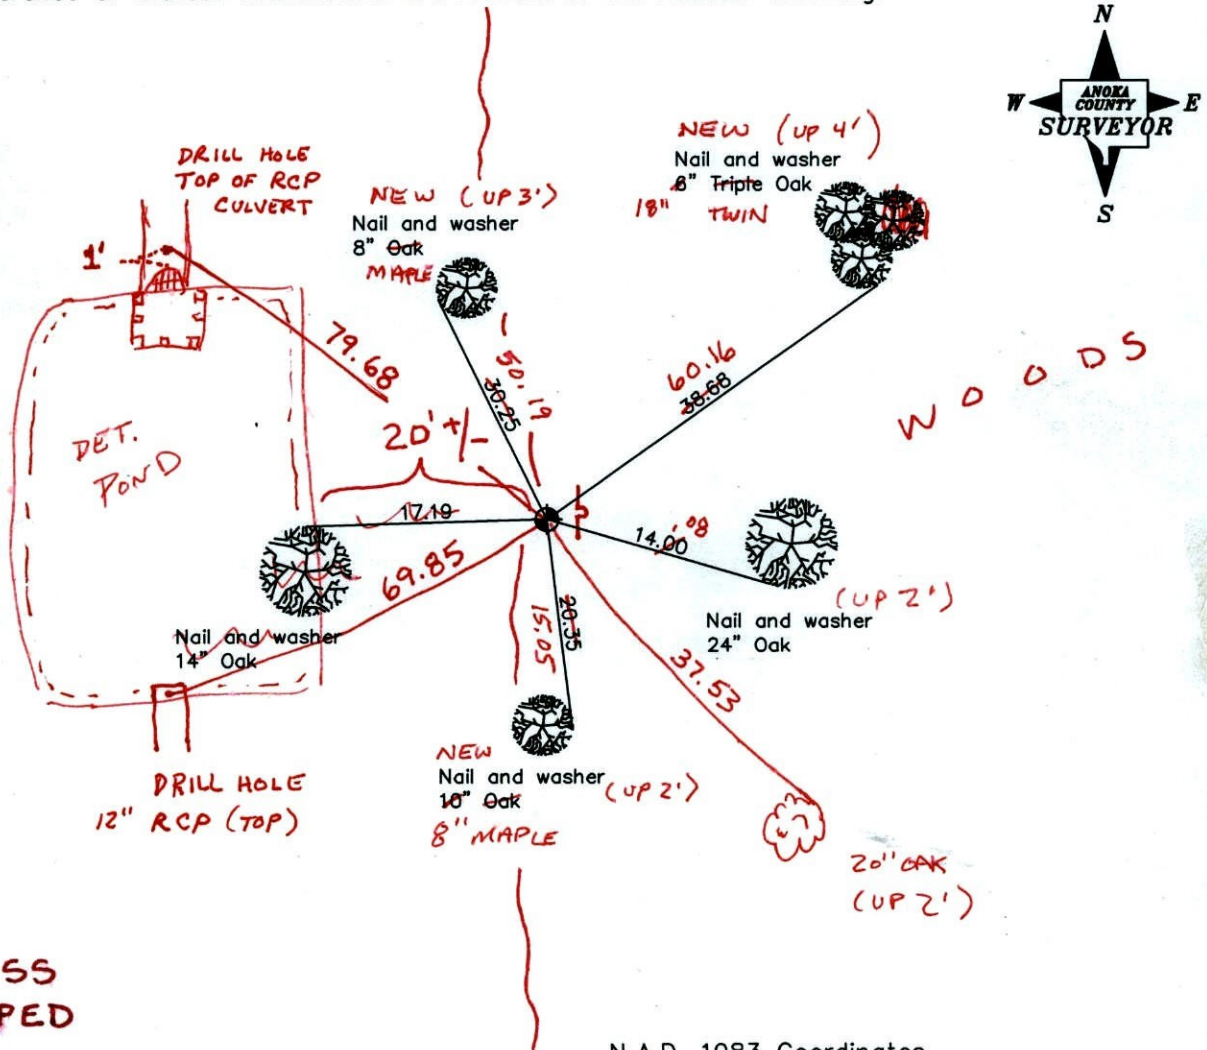 N
W ANOKA COUNTY E
SURVEYOR
S
DRILL HOLE
TOP OF RCP
CULVERT
1'
NEW (UP 3')
Nail and washer
8" Oak
MAPLE
NEW (UP 4')
Nail and washer
6" Triple Oak
18" TWIN
79.68
50.19
30.25
60.16
38.68
WOODS
DET.
POND
20' +/-
17.19
14.00
.08
69.85
(UP 2')
Nail and washer
24" Oak
Nail and washer
14" Oak
20.35
15.05
37.53
NEW
Nail and washer (UP 2')
10" Oak
8" MAPLE
DRILL HOLE
12" RCP (TOP)
20" OAK
(UP 2')
SS
PED
N.A.D. 1983 Coordinates